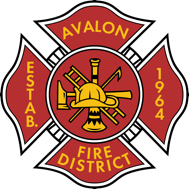 AVALON
ESTAB.
1964
FIRE
DISTRICT